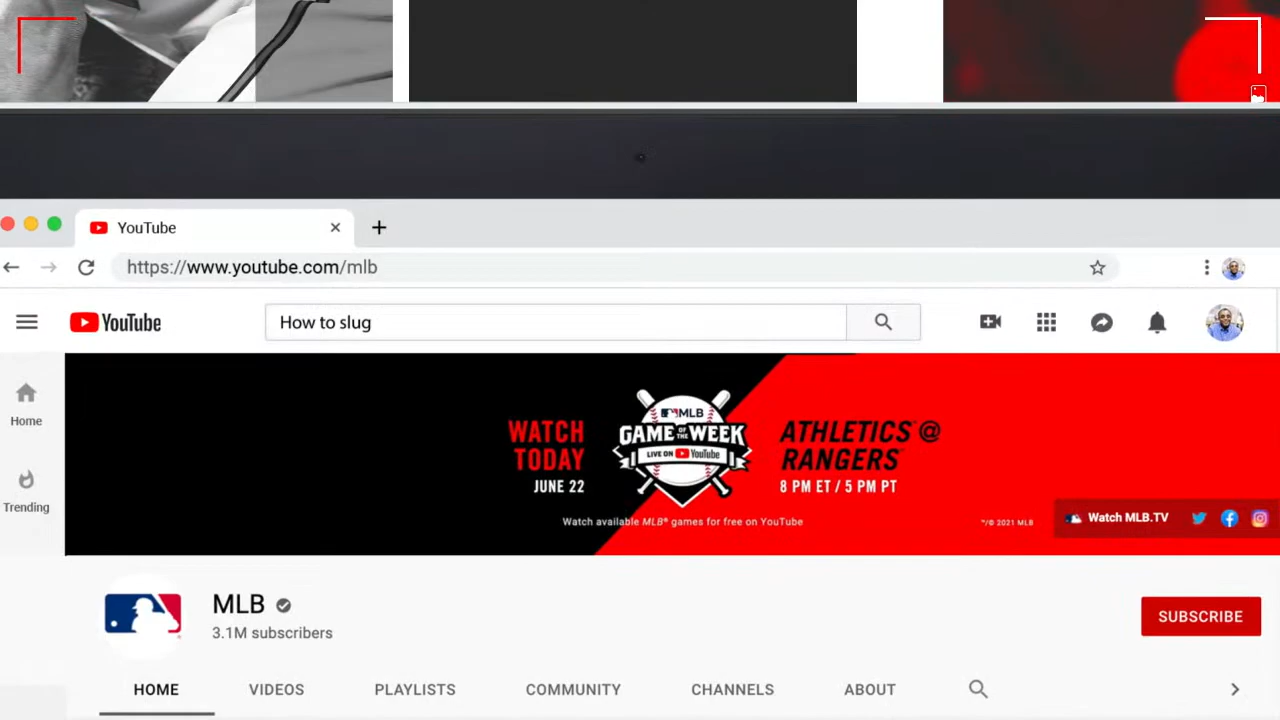 YouTube
https://www.youtube.com/mlb
YouTube
How to slug
Home
Trending
WATCH
TODAY
JUNE 22
MLB
GAME OF THE WEEK
LIVE ON YouTube
ATHLETICS @
RANGERS
8 PM ET / 5 PM PT
Watch available MLB® games for free on YouTube
™/© 2021 MLB
Watch MLB.TV
MLB
3.1M subscribers
SUBSCRIBE
HOME
VIDEOS
PLAYLISTS
COMMUNITY
CHANNELS
ABOUT